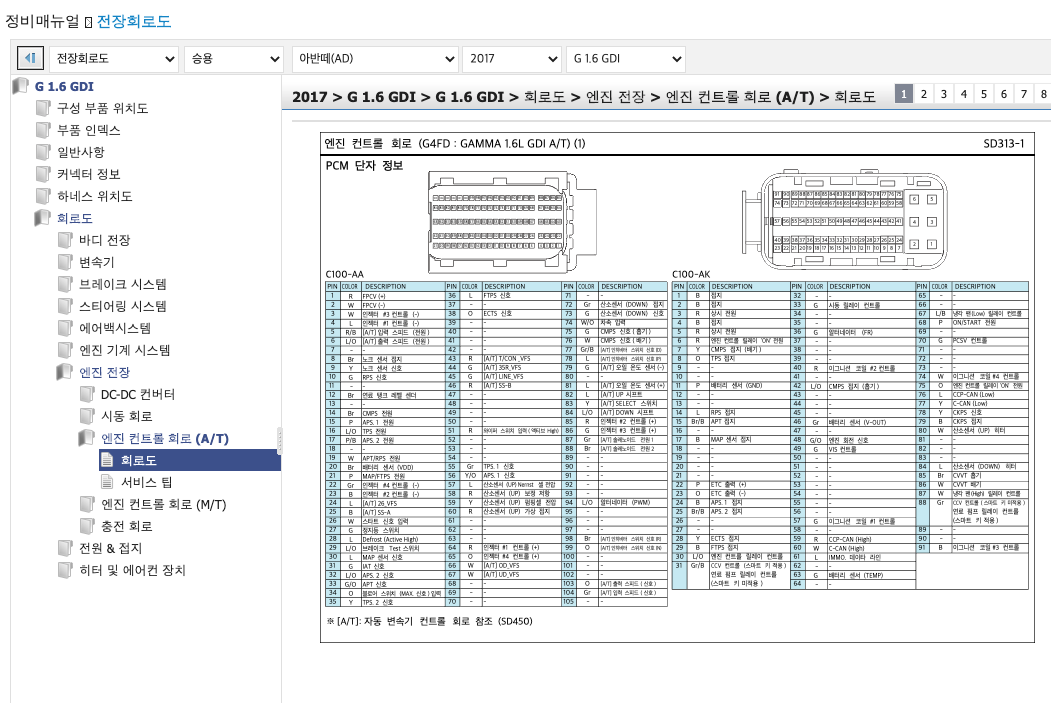 정비매뉴얼 ▯ 전장회로도
전장회로도 승용 아반떼(AD) 2017 G 1.6 GDI
G 1.6 GDI
구성 부품 위치도
부품 인덱스
일반사항
커넥터 정보
하네스 위치도
회로도
바디 전장
변속기
브레이크 시스템
스티어링 시스템
에어백시스템
엔진 기계 시스템
엔진 전장
DC-DC 컨버터
시동 회로
엔진 컨트롤 회로 (A/T)
회로도
서비스 팁
엔진 컨트롤 회로 (M/T)
충전 회로
전원 & 접지
히터 및 에어컨 장치
2017 > G 1.6 GDI > G 1.6 GDI > 회로도 > 엔진 전장 > 엔진 컨트롤 회로 (A/T) > 회로도
1 2 3 4 5 6 7 8
엔진 컨트롤 회로 (G4FD : GAMMA 1.6L GDI A/T) (1) SD313-1
PCM 단자 정보
C100-AA
PIN COLOR DESCRIPTION PIN COLOR DESCRIPTION PIN COLOR DESCRIPTION
1 R FPCV (+) 36 L FTPS 신호 71 - -
2 W FPCV (-) 37 - - 72 Gr 산소센서 (DOWN) 접지
3 W 인젝터 #3 컨트롤 (-) 38 O ECTS 신호 73 G 산소센서 (DOWN) 신호
4 L 인젝터 #1 컨트롤 (-) 39 - - 74 W/O 차속 입력
5 R/B [A/T] 입력 스피드 (전원) 40 - - 75 G CMPS 신호 (흡기)
6 L/O [A/T] 출력 스피드 (전원) 41 - - 76 W CMPS 신호 (배기)
7 - - 42 - - 77 Gr/B [A/T] 인히비터 스위치 신호 (D)
8 Br 노크 센서 접지 43 R [A/T] T/CON_VFS 78 L [A/T] 인히비터 스위치 신호 (P)
9 Y 노크 센서 신호 44 G [A/T] 35R_VFS 79 G [A/T] 오일 온도 센서 (-)
10 G RPS 신호 45 G [A/T] LINE_VFS 80 - -
11 - - 46 R [A/T] SS-B 81 L [A/T] 오일 온도 센서 (+)
12 Br 연료 탱크 레벨 센더 47 - - 82 L [A/T] UP 시프트
13 - - 48 - - 83 Y [A/T] SELECT 스위치
14 Br CMPS 전원 49 - - 84 L/O [A/T] DOWN 시프트
15 P APS. 1 전원 50 - - 85 R 인젝터 #2 컨트롤 (+)
16 L/O TPS 전원 51 R 와이퍼 스위치 입력 (액티브 High) 86 G 인젝터 #3 컨트롤 (+)
17 P/B APS. 2 전원 52 - - 87 Gr [A/T] 솔레노이드 전원 1
18 - - 53 - - 88 Br [A/T] 솔레노이드 전원 2
19 W APT/RPS 전원 54 - - 89 - -
20 Br 배터리 센서 (VDD) 55 Gr TPS. 1 신호 90 - -
21 P MAP/FTPS 전원 56 Y/O APS. 1 신호 91 - -
22 Gr 인젝터 #4 컨트롤 (-) 57 L 산소센서 (UP) Nernst 셀 전압 92 - -
23 B 인젝터 #2 컨트롤 (-) 58 R 산소센서 (UP) 보정 저항 93 - -
24 L [A/T] 26_VFS 59 Y 산소센서 (UP) 펌핑셀 전압 94 L/O 알터네이터 (PWM)
25 B [A/T] SS-A 60 R 산소센서 (UP) 가상 접지 95 - -
26 W 스타트 신호 입력 61 - - 96 - -
27 G 정지등 스위치 62 - - 97 - -
28 L Defrost (Active High) 63 - - 98 Br [A/T] 인히비터 스위치 신호 (R)
29 L/O 브레이크 Test 스위치 64 R 인젝터 #1 컨트롤 (+) 99 O [A/T] 인히비터 스위치 신호 (N)
30 L MAP 센서 신호 65 O 인젝터 #4 컨트롤 (+) 100 - -
31 G IAT 신호 66 W [A/T] OD_VFS 101 - -
32 L/O APS. 2 신호 67 W [A/T] UD_VFS 102 - -
33 G/O APT 신호 68 - - 103 O [A/T] 출력 스피드 (신호)
34 O 블로어 스위치 (MAX. 신호) 입력 69 - - 104 Gr [A/T] 입력 스피드 (신호)
35 Y TPS. 2 신호 70 - - 105 - -
C100-AK
PIN COLOR DESCRIPTION PIN COLOR DESCRIPTION PIN COLOR DESCRIPTION
1 B 접지 32 - - 65 - -
2 B 접지 33 G 시동 릴레이 컨트롤 66 - -
3 R 상시 전원 34 - - 67 L/B 냉각 팬 (Low) 릴레이 컨트롤
4 B 접지 35 - - 68 P ON/START 전원
5 R 상시 전원 36 G 알터네이터 (FR) 69 - -
6 R 엔진 컨트롤 릴레이 'ON' 전원 37 - - 70 G PCSV 컨트롤
7 Y CMPS 접지 (배기) 38 - - 71 - -
8 O TPS 접지 39 - - 72 - -
9 - - 40 R 이그니션 코일 #2 컨트롤 73 - -
10 - - 41 - - 74 W 이그니션 코일 #4 컨트롤
11 P 배터리 센서 (GND) 42 L/O CMPS 접지 (흡기) 75 O 엔진 컨트롤 릴레이 'ON' 전원
12 - - 43 - - 76 L CCP-CAN (Low)
13 - - 44 - - 77 Y C-CAN (Low)
14 L RPS 접지 45 - - 78 Y CKPS 신호
15 Br/B APT 접지 46 Gr 배터리 센서 (V-OUT) 79 B CKPS 접지
16 - - 47 - - 80 W 산소센서 (UP) 히터
17 B MAP 센서 접지 48 G/O 엔진 회전 신호 81 - -
18 - - 49 G VIS 컨트롤 82 - -
19 - - 50 - - 83 - -
20 - - 51 - - 84 L 산소센서 (DOWN) 히터
21 - - 52 - - 85 Br CVVT 흡기
22 P ETC 출력 (+) 53 - - 86 W CVVT 배기
23 O ETC 출력 (-) 54 - - 87 W 냉각 팬 (High) 릴레이 컨트롤
24 B APS. 1 접지 55 - - 88 Gr CCV 컨트롤 (스마트 키 미적용)
25 Br/B APS. 2 접지 56 - - 연료 펌프 릴레이 컨트롤
26 - - 57 G 이그니션 코일 #1 컨트롤 (스마트 키 적용)
27 - - 58 - - 89 - -
28 Y ECTS 접지 59 R CCP-CAN (High) 90 - -
29 B FTPS 접지 60 W C-CAN (High) 91 B 이그니션 코일 #3 컨트롤
30 L/O 엔진 컨트롤 릴레이 컨트롤 61 L IMMO. 데이타 라인
31 Gr/B CCV 컨트롤 (스마트 키 적용) 62 - -
연료 펌프 릴레이 컨트롤 63 G 배터리 센서 (TEMP)
(스마트 키 미적용) 64 - -
※ [A/T]: 자동 변속기 컨트롤 회로 참조 (SD450)